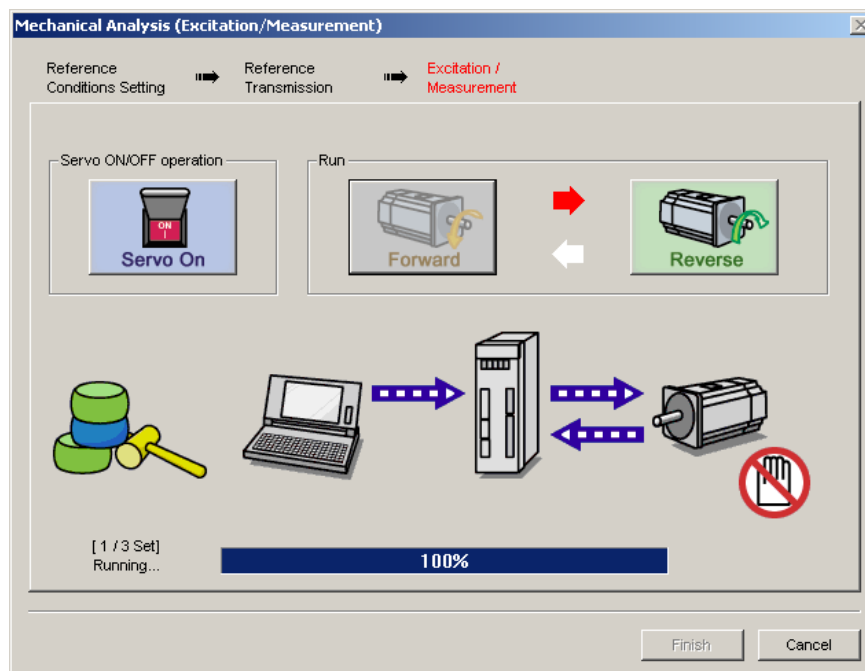 Mechanical Analysis (Excitation/Measurement)
Reference
Conditions Setting
Reference
Transmission
Excitation /
Measurement
Servo ON/OFF operation
ON
I
Servo On
Run
Forward
Reverse
[ 1 / 3 Set]
Running...
100%
Finish
Cancel